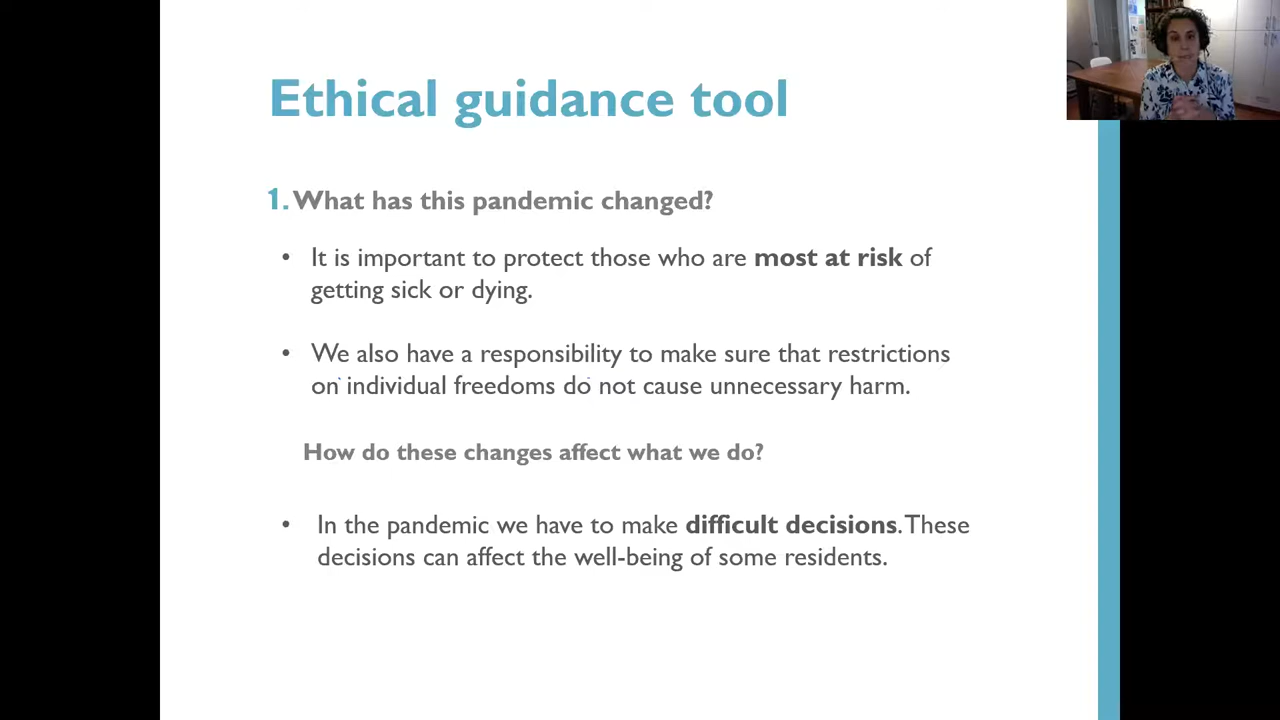 Ethical guidance tool
1. What has this pandemic changed?
• It is important to protect those who are most at risk of
getting sick or dying.
• We also have a responsibility to make sure that restrictions
on individual freedoms do not cause unnecessary harm.
How do these changes affect what we do?
• In the pandemic we have to make difficult decisions. These
decisions can affect the well-being of some residents.